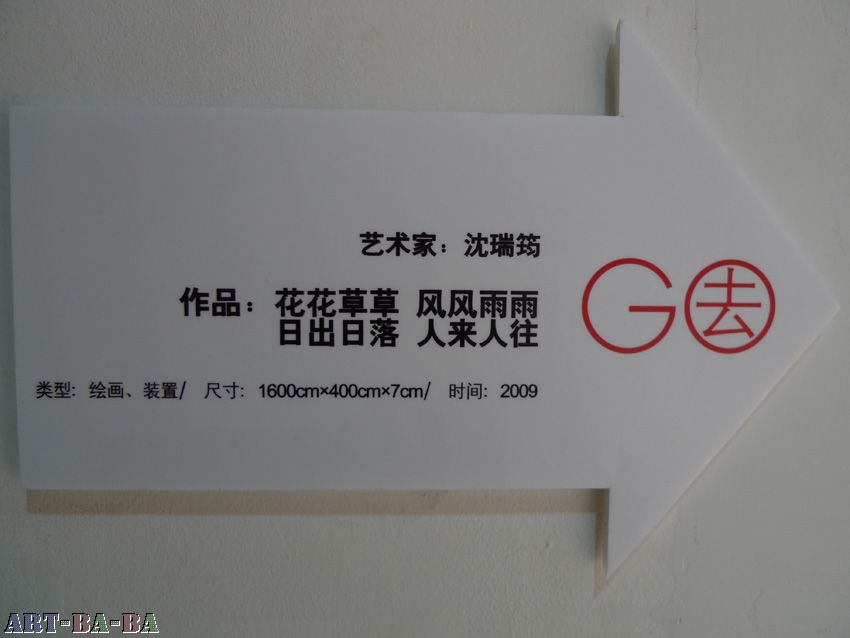 艺术家：沈瑞筠
作品：花花草草 风风雨雨
日出日落 人来人往
类型: 绘画、装置/ 尺寸: 1600cm×400cm×7cm/ 时间: 2009
G去
ART-BA-BA